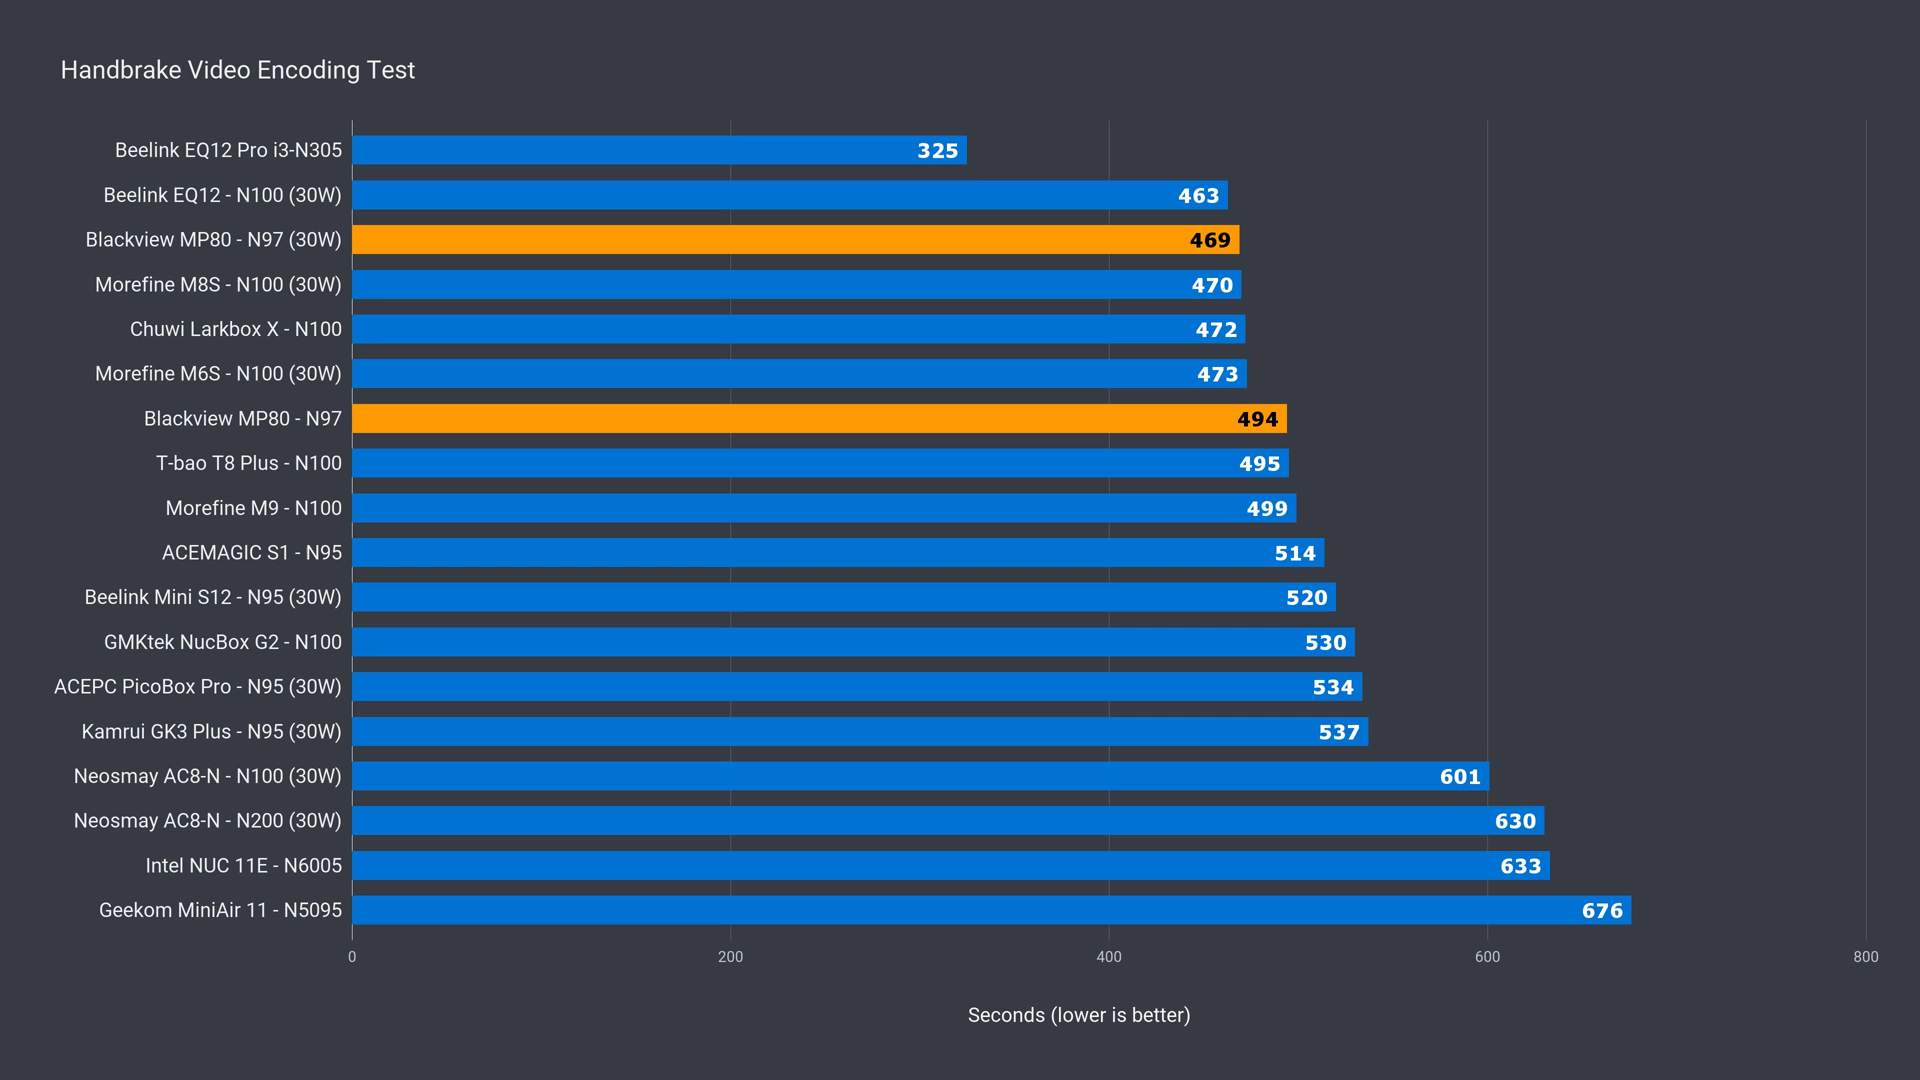 Handbrake Video Encoding Test
Beelink EQ12 Pro i3-N305 325
Beelink EQ12 - N100 (30W) 463
Blackview MP80 - N97 (30W) 469
Morefine M8S - N100 (30W) 470
Chuwi Larkbox X - N100 472
Morefine M6S - N100 (30W) 473
Blackview MP80 - N97 494
T-bao T8 Plus - N100 495
Morefine M9 - N100 499
ACEMAGIC S1 - N95 514
Beelink Mini S12 - N95 (30W) 520
GMKtek NucBox G2 - N100 530
ACEPC PicoBox Pro - N95 (30W) 534
Kamrui GK3 Plus - N95 (30W) 537
Neosmay AC8-N - N100 (30W) 601
Neosmay AC8-N - N200 (30W) 630
Intel NUC 11E - N6005 633
Geekom MiniAir 11 - N5095 676
0 200 400 600 800
Seconds (lower is better)